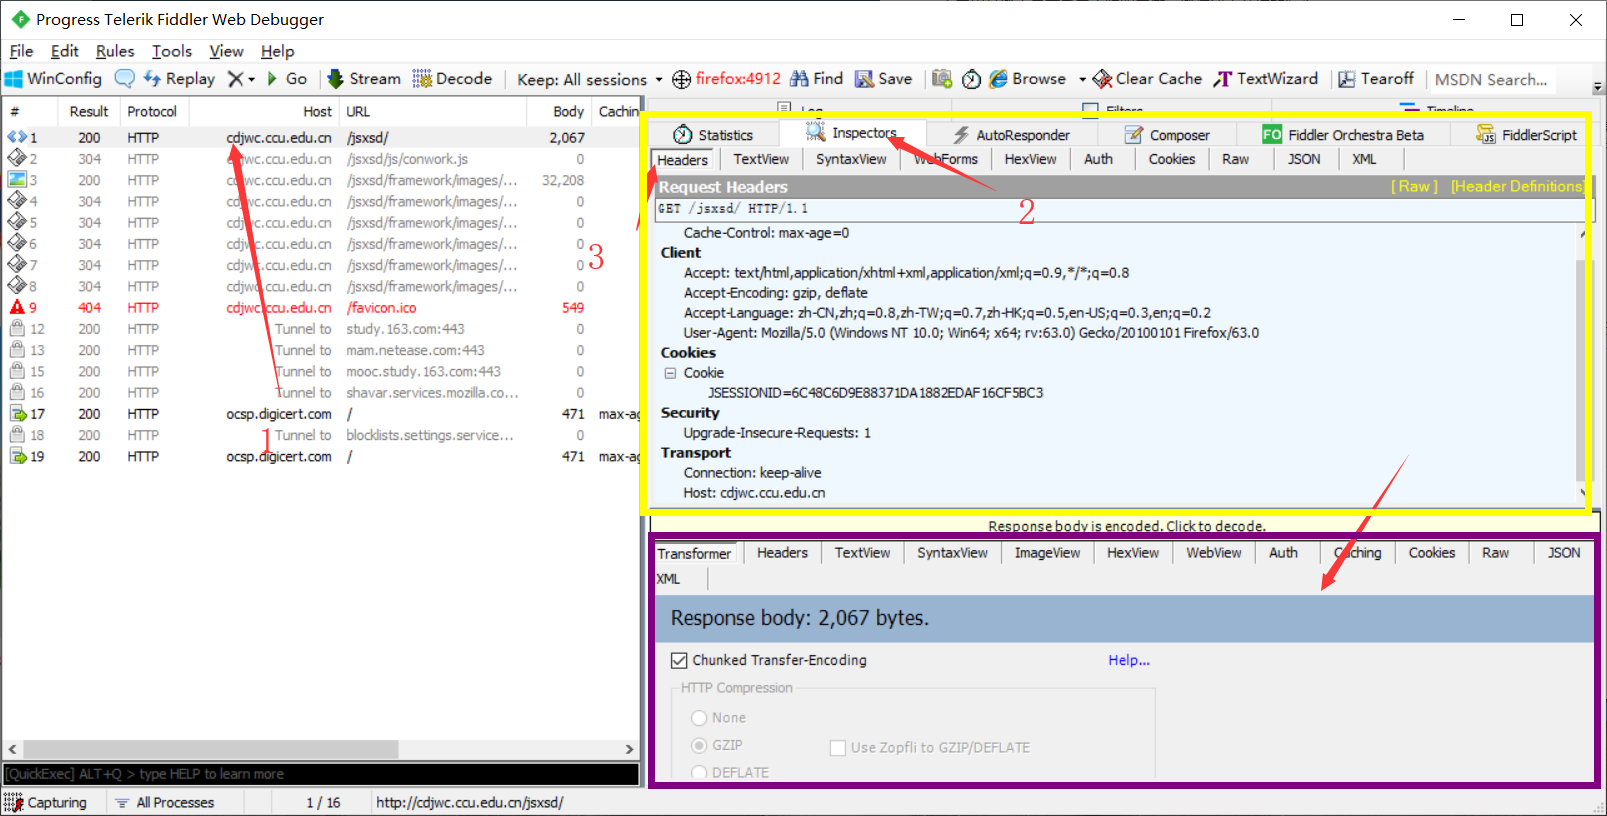 Progress Telerik Fiddler Web Debugger
File Edit Rules Tools View Help
WinConfig Replay Go Stream Decode Keep: All sessions firefox:4912 Find Save Browse Clear Cache TextWizard Tearoff MSDN Search...
# Result Protocol Host URL Body Cachin
1 200 HTTP cdjwc.ccu.edu.cn /jsxsd/ 2,067
2 304 HTTP cdjwc.ccu.edu.cn /jsxsd/js/conwork.js 0
3 200 HTTP cdjwc.ccu.edu.cn /jsxsd/framework/images/... 32,208
4 304 HTTP cdjwc.ccu.edu.cn /jsxsd/framework/images/... 0
5 304 HTTP cdjwc.ccu.edu.cn /jsxsd/framework/images/... 0
6 304 HTTP cdjwc.ccu.edu.cn /jsxsd/framework/images/... 0
7 304 HTTP cdjwc.ccu.edu.cn /jsxsd/framework/images/... 0
8 304 HTTP cdjwc.ccu.edu.cn /jsxsd/framework/images/... 0
9 404 HTTP cdjwc.ccu.edu.cn /favicon.ico 549
12 200 HTTP Tunnel to study.163.com:443 0
13 200 HTTP Tunnel to mam.netease.com:443 0
15 200 HTTP Tunnel to mooc.study.163.com:443 0
16 200 HTTP Tunnel to shavar.services.mozilla.co... 0
17 200 HTTP ocsp.digicert.com / 471 max-ag
18 200 HTTP Tunnel to blocklists.settings.service... 0
19 200 HTTP ocsp.digicert.com / 471 max-ag
1
3
[QuickExec] ALT+Q > type HELP to learn more
Log Filters Timeline
Statistics Inspectors AutoResponder Composer FO Fiddler Orchestra Beta FiddlerScript
Headers TextView SyntaxView WebForms HexView Auth Cookies Raw JSON XML
Request Headers [ Raw ] [Header Definitions]
GET /jsxsd/ HTTP/1.1
2
Cache-Control: max-age=0
Client
Accept: text/html,application/xhtml+xml,application/xml;q=0.9,*/*;q=0.8
Accept-Encoding: gzip, deflate
Accept-Language: zh-CN,zh;q=0.8,zh-TW;q=0.7,zh-HK;q=0.5,en-US;q=0.3,en;q=0.2
User-Agent: Mozilla/5.0 (Windows NT 10.0; Win64; x64; rv:63.0) Gecko/20100101 Firefox/63.0
Cookies
Cookie
JSESSIONID=6C48C6D9E88371DA1882EDAF16CF5BC3
Security
Upgrade-Insecure-Requests: 1
Transport
Connection: keep-alive
Host: cdjwc.ccu.edu.cn
Response body is encoded. Click to decode.
Transformer Headers TextView SyntaxView ImageView HexView WebView Auth Caching Cookies Raw JSON
XML
Response body: 2,067 bytes.
Chunked Transfer-Encoding Help...
HTTP Compression
None
GZIP Use Zopfli to GZIP/DEFLATE
DEFLATE
Capturing All Processes 1 / 16 http://cdjwc.ccu.edu.cn/jsxsd/